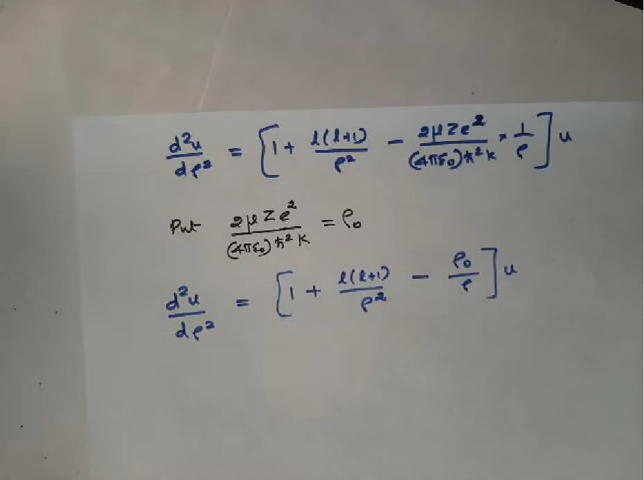 d²u/dρ² = [1 + l(l+1)/ρ² − 2μZe²/(4πε₀)ħ²k × 1/ρ] u
Put 2μZe²/(4πε₀)ħ²k = ρ₀
d²u/dρ² = [1 + l(l+1)/ρ² − ρ₀/ρ] u